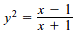 y² = (x − 1)/(x + 1)